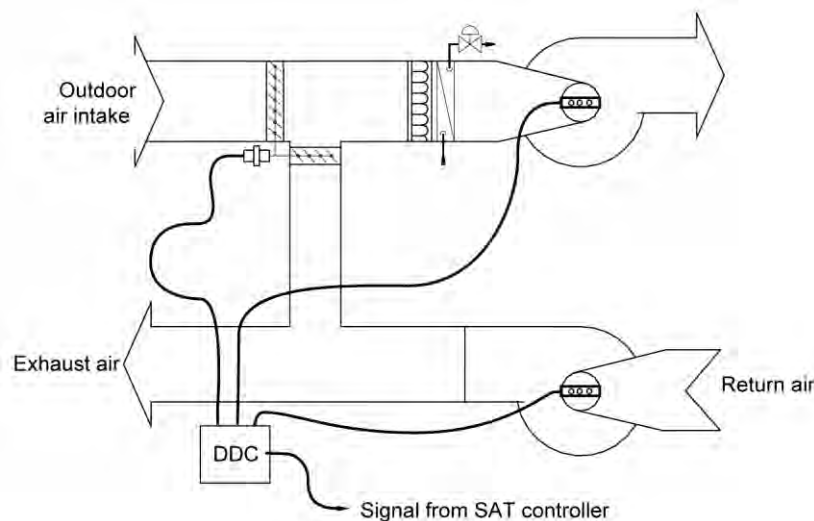 Outdoor
air intake
Exhaust air
Return air
DDC
Signal from SAT controller